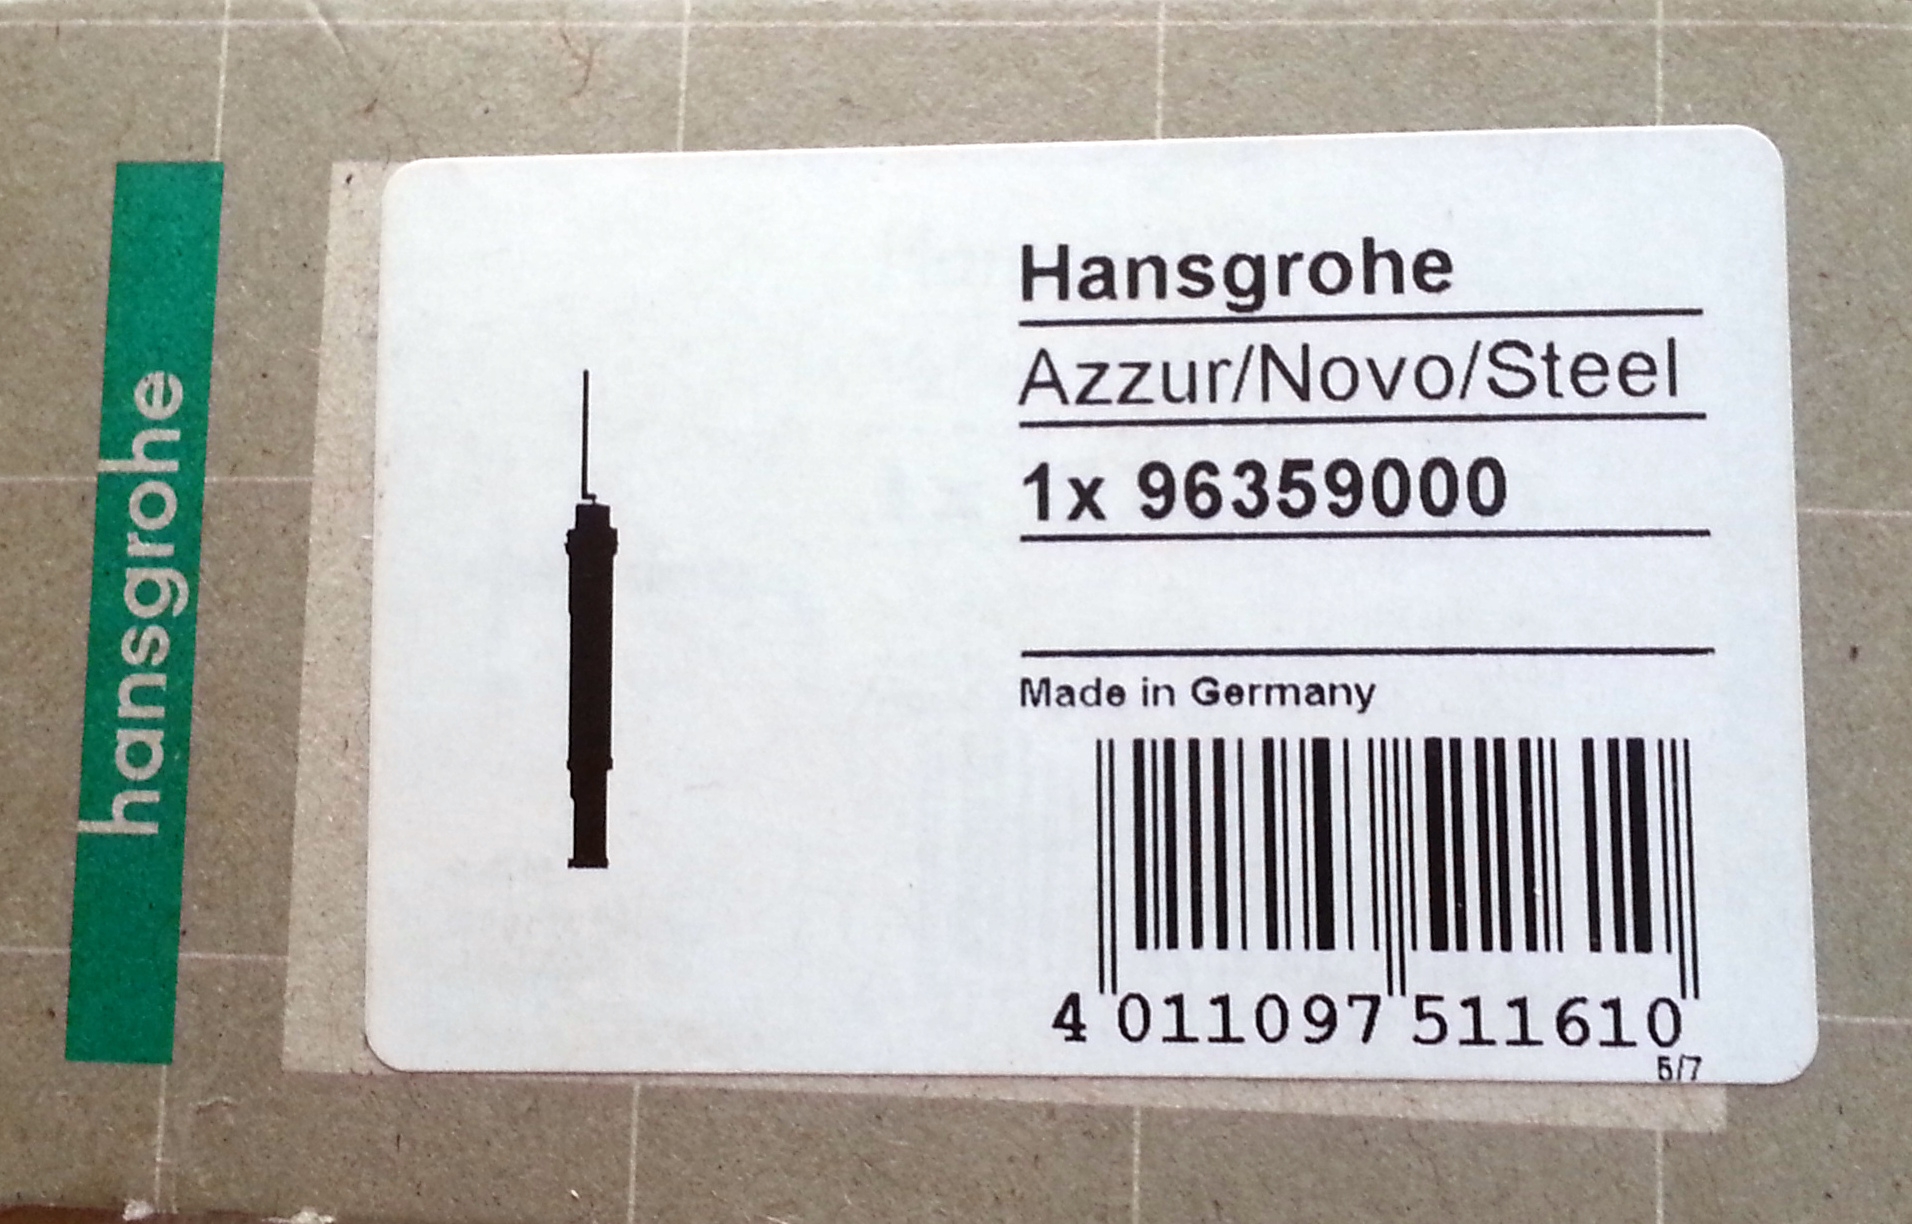 hansgrohe
Hansgrohe
Azzur/Novo/Steel
1x 96359000
Made in Germany
4 011097 511610
5/7